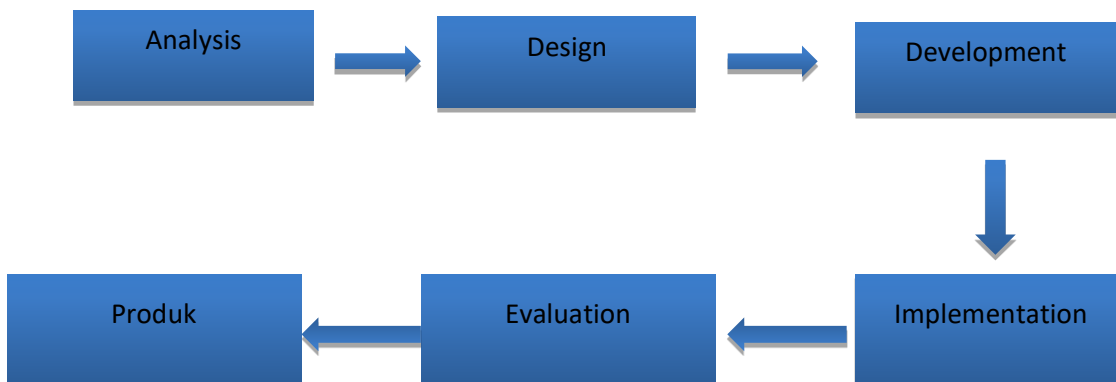 Analysis
Design
Development
Produk
Evaluation
Implementation